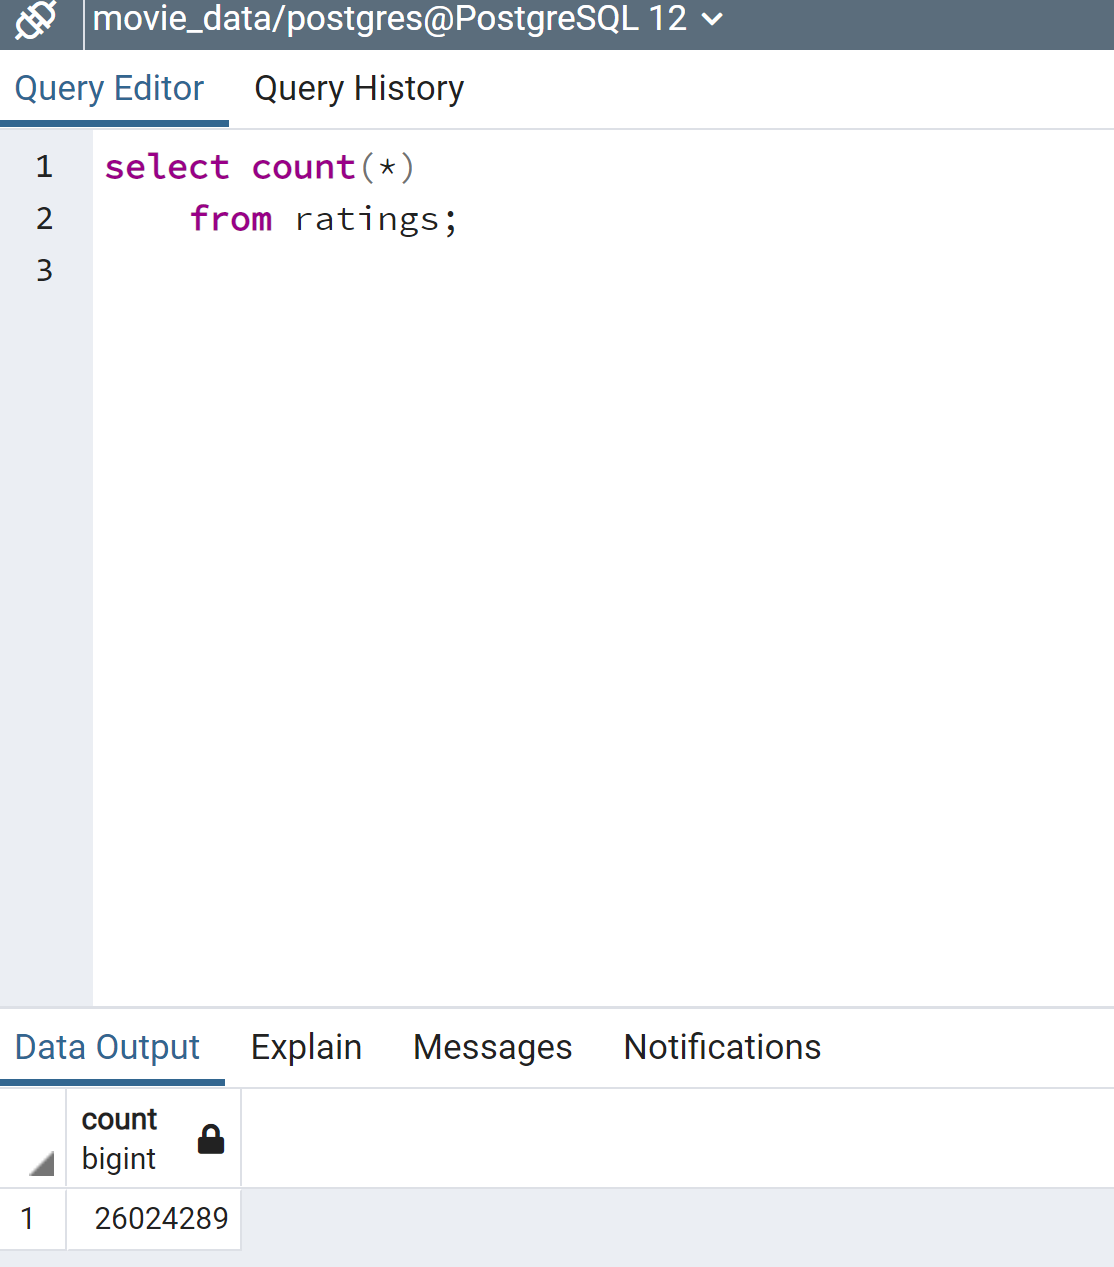 movie_data/postgres@PostgreSQL 12
Query Editor Query History
1 select count(*)
2 from ratings;
3
Data Output Explain Messages Notifications
count
bigint
1 26024289